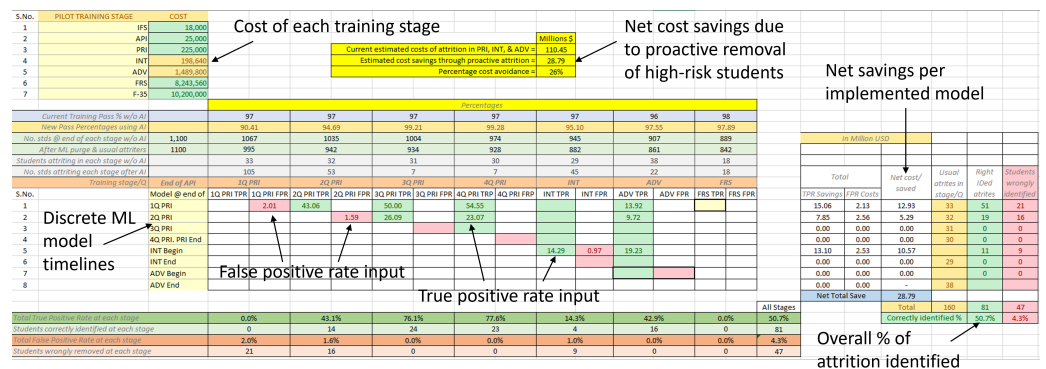 S.No. PILOT TRAINING STAGE COST
1 IFS 18,000
2 API 25,000
3 PRI 225,000
4 INT 198,640
5 ADV 1,489,800
6 FRS 8,243,560
7 F-35 10,200,000
Cost of each training stage
Millions $
Current estimated costs of attrition in PRI, INT, & ADV = 110.45
Estimated cost savings through proactive attrition = 28.79
Percentage cost avoidance = 26%
Net cost savings due
to proactive removal
of high-risk students
Net savings per
implemented model
Percentages
Current Training Pass % w/o AI 97 97 97 97 97 96 98
New Pass Percentages using AI 90.41 94.69 99.21 99.28 95.10 97.55 97.89
No. stds @ end of each stage w/o AI 1,100 1067 1035 1004 974 945 907 889
After ML purge & usual attriters 1100 995 942 934 928 882 861 842
Students attriting in each stage w/o AI 33 32 31 30 29 38 18
No. stds attriting each stage after AI 105 53 7 7 45 22 18
Training stage/Q End of API 1Q PRI 2Q PRI 3Q PRI 4Q PRI INT ADV FRS
S.No. Model @ end of 1Q PRI TPR 1Q PRI FPR 2Q PRI TPR 2Q PRI FPR 3Q PRI TPR 3Q PRI FPR 4Q PRI TPR 4Q PRI FPR INT TPR INT FPR ADV TPR ADV FPR FRS TPR FRS FPR
1 1Q PRI 2.01 43.06 50.00 54.55 13.92
2 2Q PRI 1.59 26.09 23.07 9.72
3 3Q PRI
4 4Q PRI. PRI End
5 INT Begin 14.29 0.97 19.23
6 INT End
7 ADV Begin
8 ADV End
Discrete ML
model
timelines
False positive rate input
True positive rate input
In Million USD
Total Net cost/ saved Usual attrites in stage/Q Right IDed atrites Students wrongly identified
TPR Savings FPR Costs
15.06 2.13 12.93 33 51 21
7.85 2.56 5.29 32 19 16
0.00 0.00 0.00 31 0 0
0.00 0.00 0.00 30 0 0
13.10 2.53 10.57 11 9
0.00 0.00 0.00 29 0 0
0.00 0.00 0.00 0 0
0.00 0.00 - 38
Net Total Save 28.79
Total 160 81 47
Correctly identified % 50.7% 4.3%
All Stages
Total True Positive Rate at each stage 0.0% 43.1% 76.1% 77.6% 14.3% 42.9% 0.0% 50.7%
Students correctly identified at each stage 0 14 24 23 4 16 0 81
Total False Positive Rate at each stage 2.0% 1.6% 0.0% 0.0% 1.0% 0.0% 0.0% 4.3%
Students wrongly removed at each stage 21 16 0 0 9 0 0 47
Overall % of
attrition identified